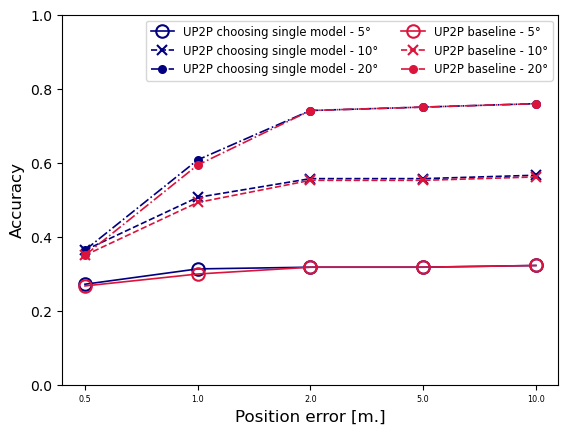 UP2P choosing single model - 5°
UP2P choosing single model - 10°
UP2P choosing single model - 20°
UP2P baseline - 5°
UP2P baseline - 10°
UP2P baseline - 20°
1.0
0.8
0.6
0.4
0.2
0.0
Accuracy
0.5 1.0 2.0 5.0 10.0
Position error [m.]